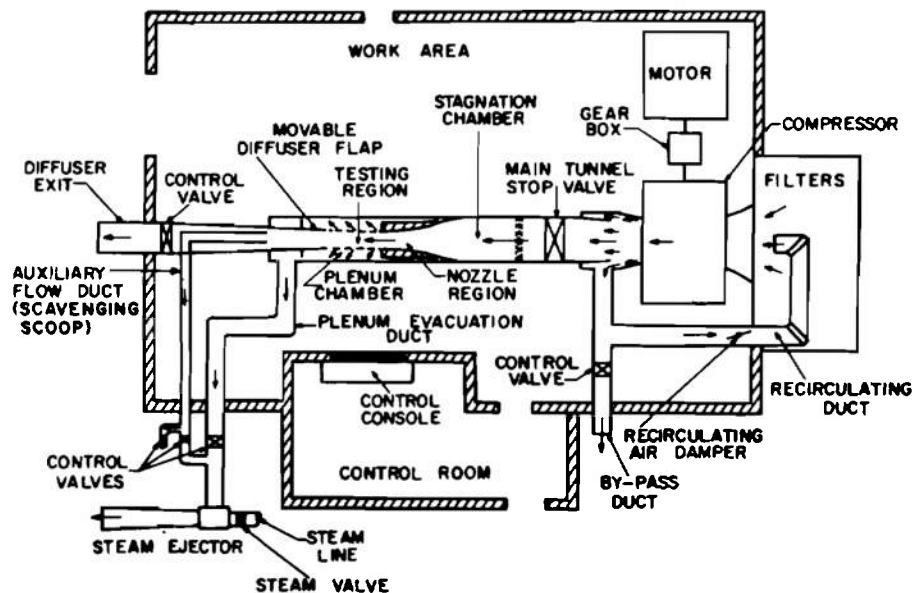 WORK AREA
MOTOR
STAGNATION
CHAMBER
GEAR
BOX
COMPRESSOR
MOVABLE
DIFFUSER FLAP
TESTING
REGION
MAIN TUNNEL
STOP VALVE
DIFFUSER
EXIT
CONTROL
VALVE
FILTERS
AUXILIARY
FLOW DUCT
(SCAVENGING
SCOOP)
PLENUM
CHAMBER
NOZZLE
REGION
PLENUM EVACUATION
DUCT
CONTROL
VALVE
CONTROL
CONSOLE
RECIRCULATING
DUCT
RECIRCULATING
AIR DAMPER
CONTROL
VALVES
CONTROL ROOM
BY-PASS
DUCT
STEAM EJECTOR
STEAM
LINE
STEAM VALVE